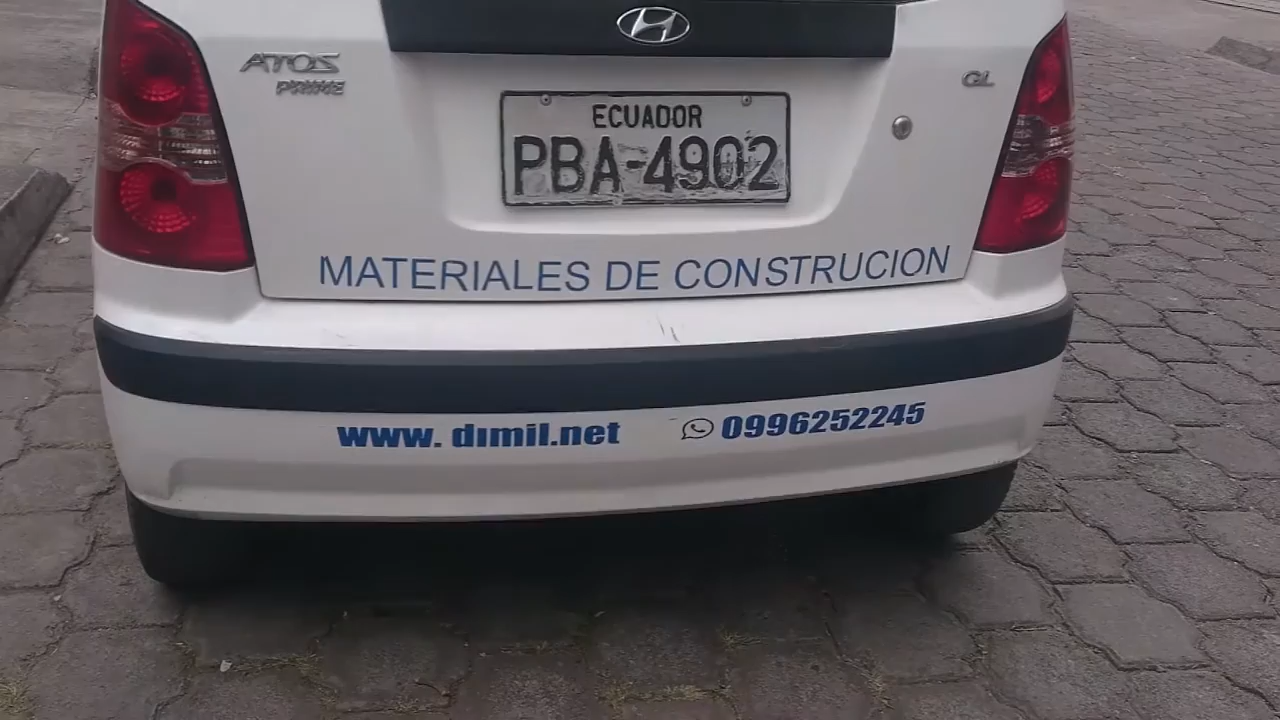 ATOS
PRIME
GL
ECUADOR
PBA-4902
MATERIALES DE CONSTRUCION
www. dimil.net
0996252245